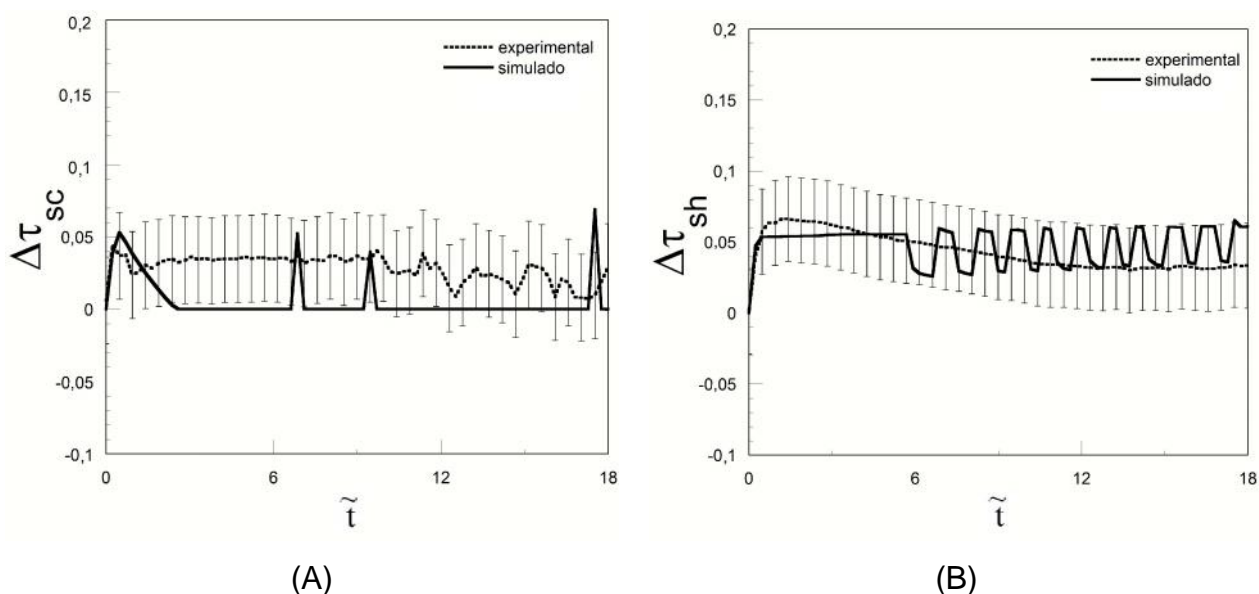 0,2
0,15
0,1
0,05
0
-0,05
-0,1
Δτsc
experimental
simulado
0 6 12 18
t̃
(A)
0,2
0,15
0,1
0,05
0
-0,05
-0,1
Δτsh
experimental
simulado
0 6 12 18
t̃
(B)